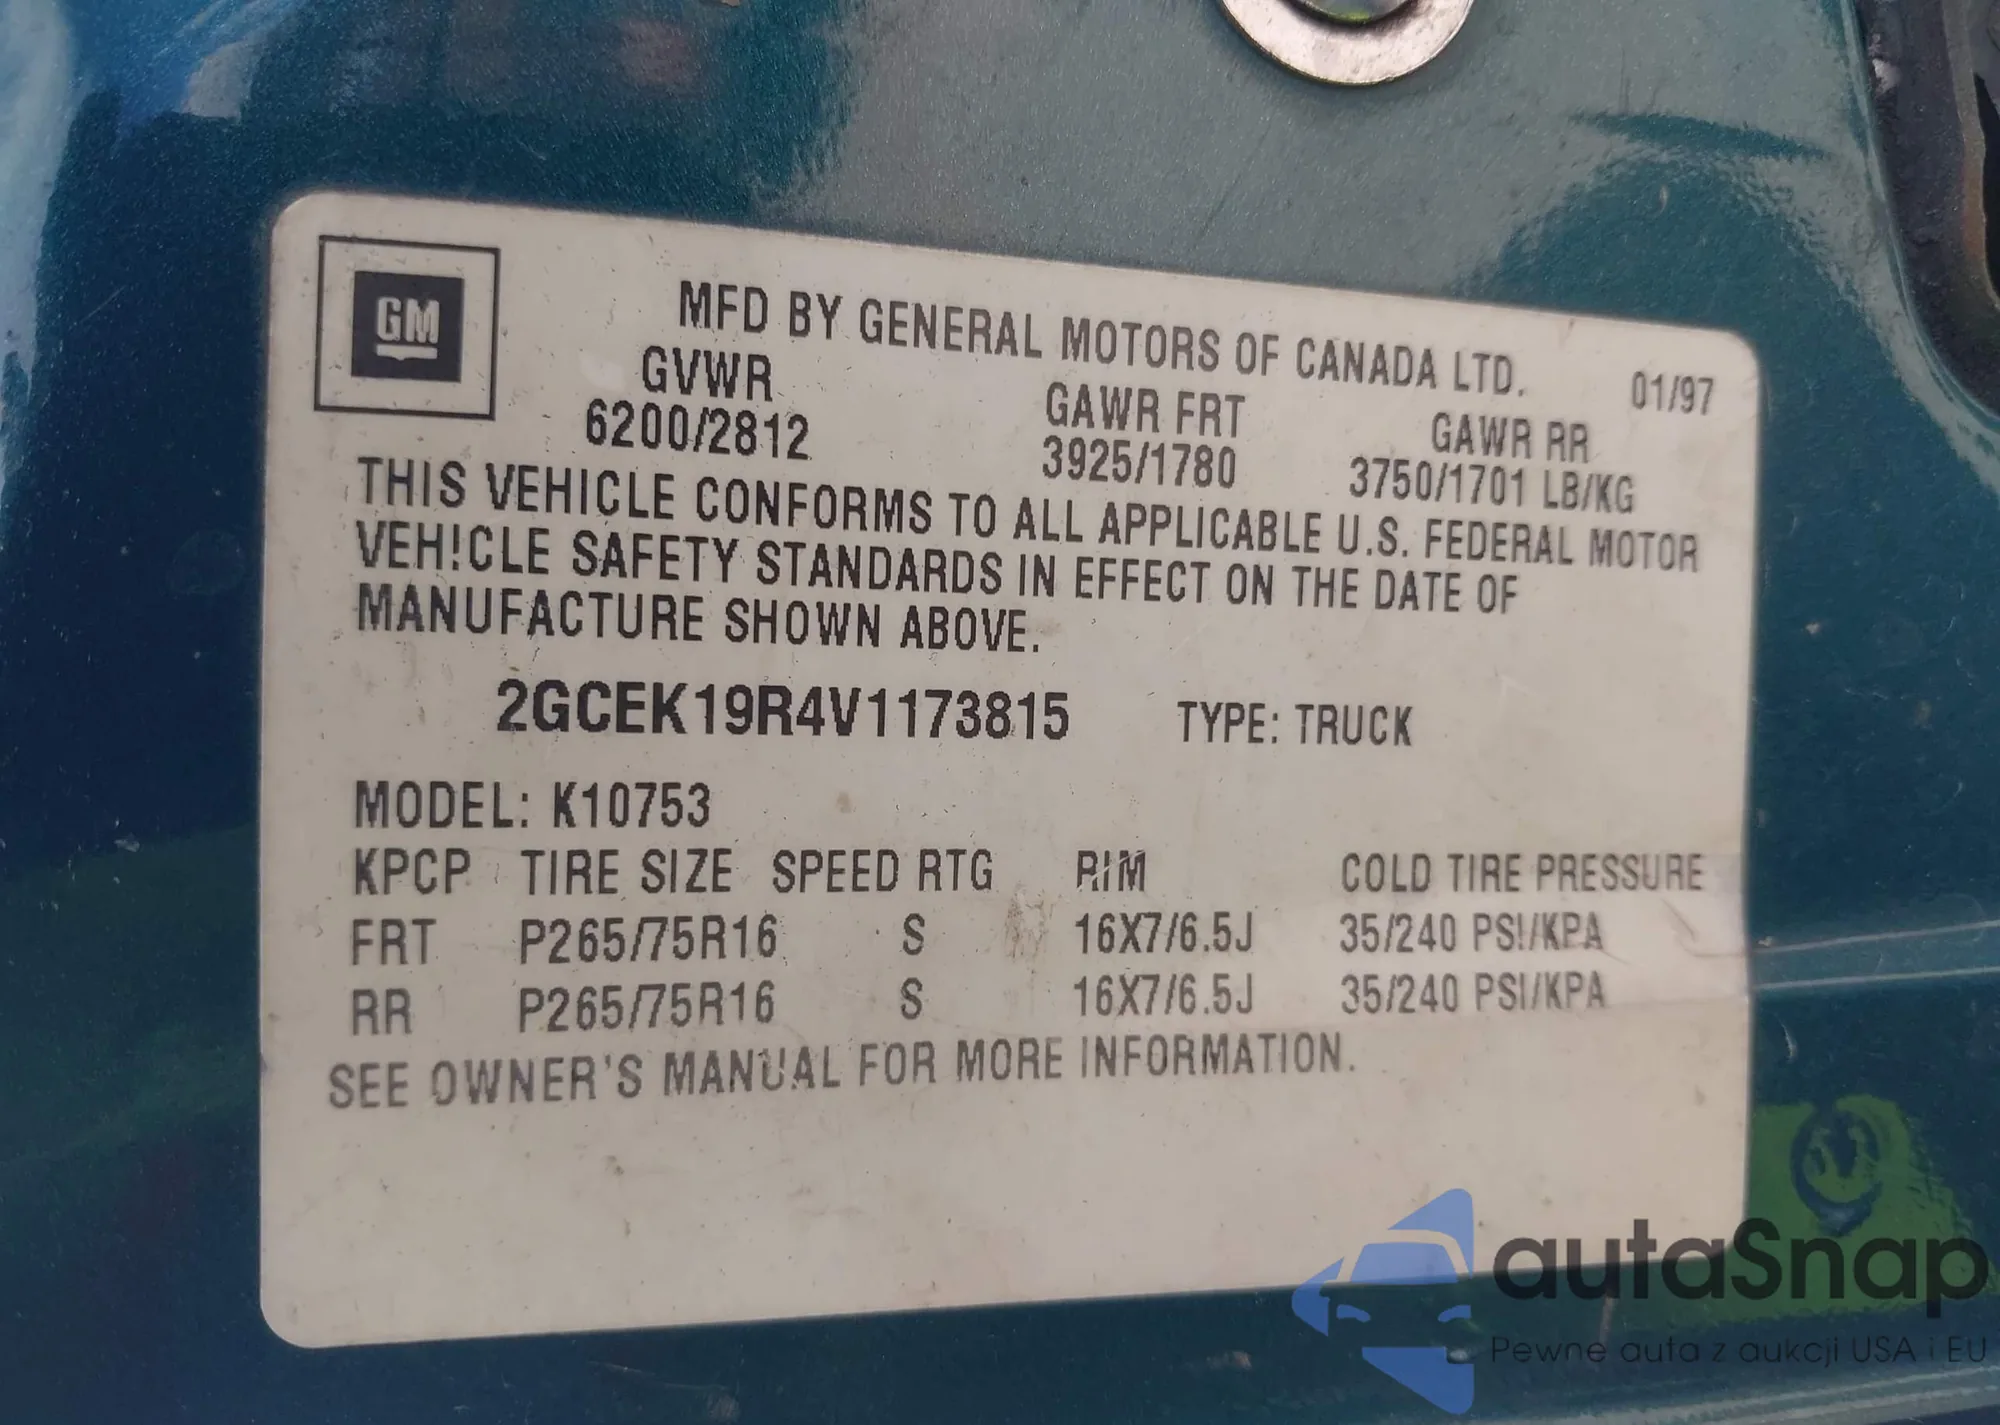 GM
MFD BY GENERAL MOTORS OF CANADA LTD.
01/97
GVWR GAWR FRT GAWR RR
6200/2812 3925/1780 3750/1701 LB/KG
THIS VEHICLE CONFORMS TO ALL APPLICABLE U.S. FEDERAL MOTOR
VEHICLE SAFETY STANDARDS IN EFFECT ON THE DATE OF
MANUFACTURE SHOWN ABOVE.
2GCEK19R4V1173815 TYPE: TRUCK
MODEL: K10753
KPCP TIRE SIZE SPEED RTG RIM COLD TIRE PRESSURE
FRT P265/75R16 S 16X7/6.5J 35/240 PSI/KPA
RR P265/75R16 S 16X7/6.5J 35/240 PSI/KPA
SEE OWNER'S MANUAL FOR MORE INFORMATION.
autaSnap
Pewne auta z aukcji USA i EU